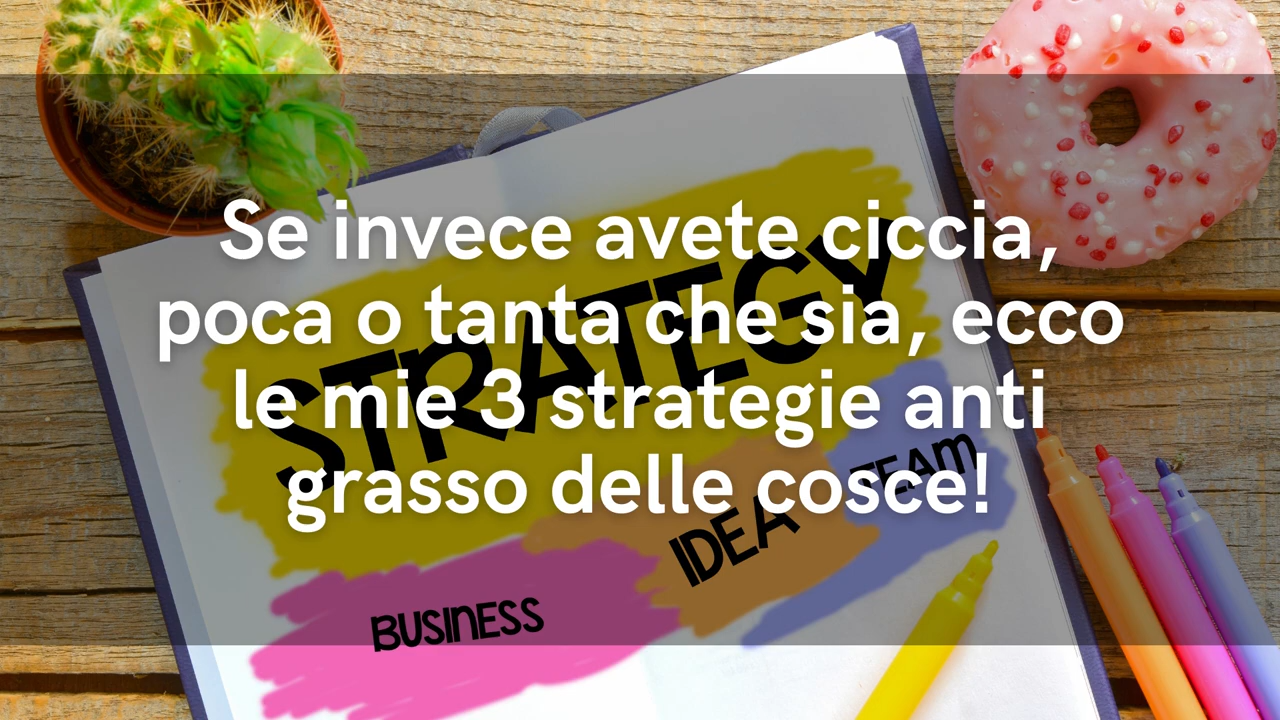 Se invece avete ciccia,
poca o tanta che sia, ecco
le mie 3 strategie anti
grasso delle cosce!
STRATEGY
TEAM
IDEA
BUSINESS